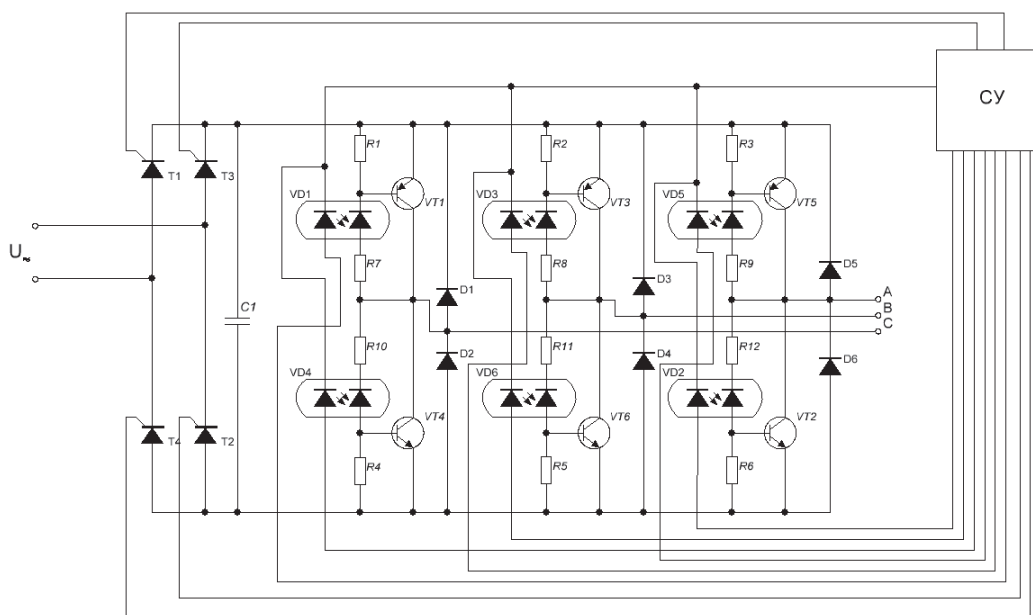 СУ
R1
R2
R3
T1
T3
VD1
VT1
VD3
VT3
VD5
VT5
U≈
R7
R8
R9
D1
D3
D5
A
B
C
C1
R10
R11
R12
D2
D4
D6
VD4
VD6
VD2
VT4
VT6
VT2
T4
T2
R4
R5
R6